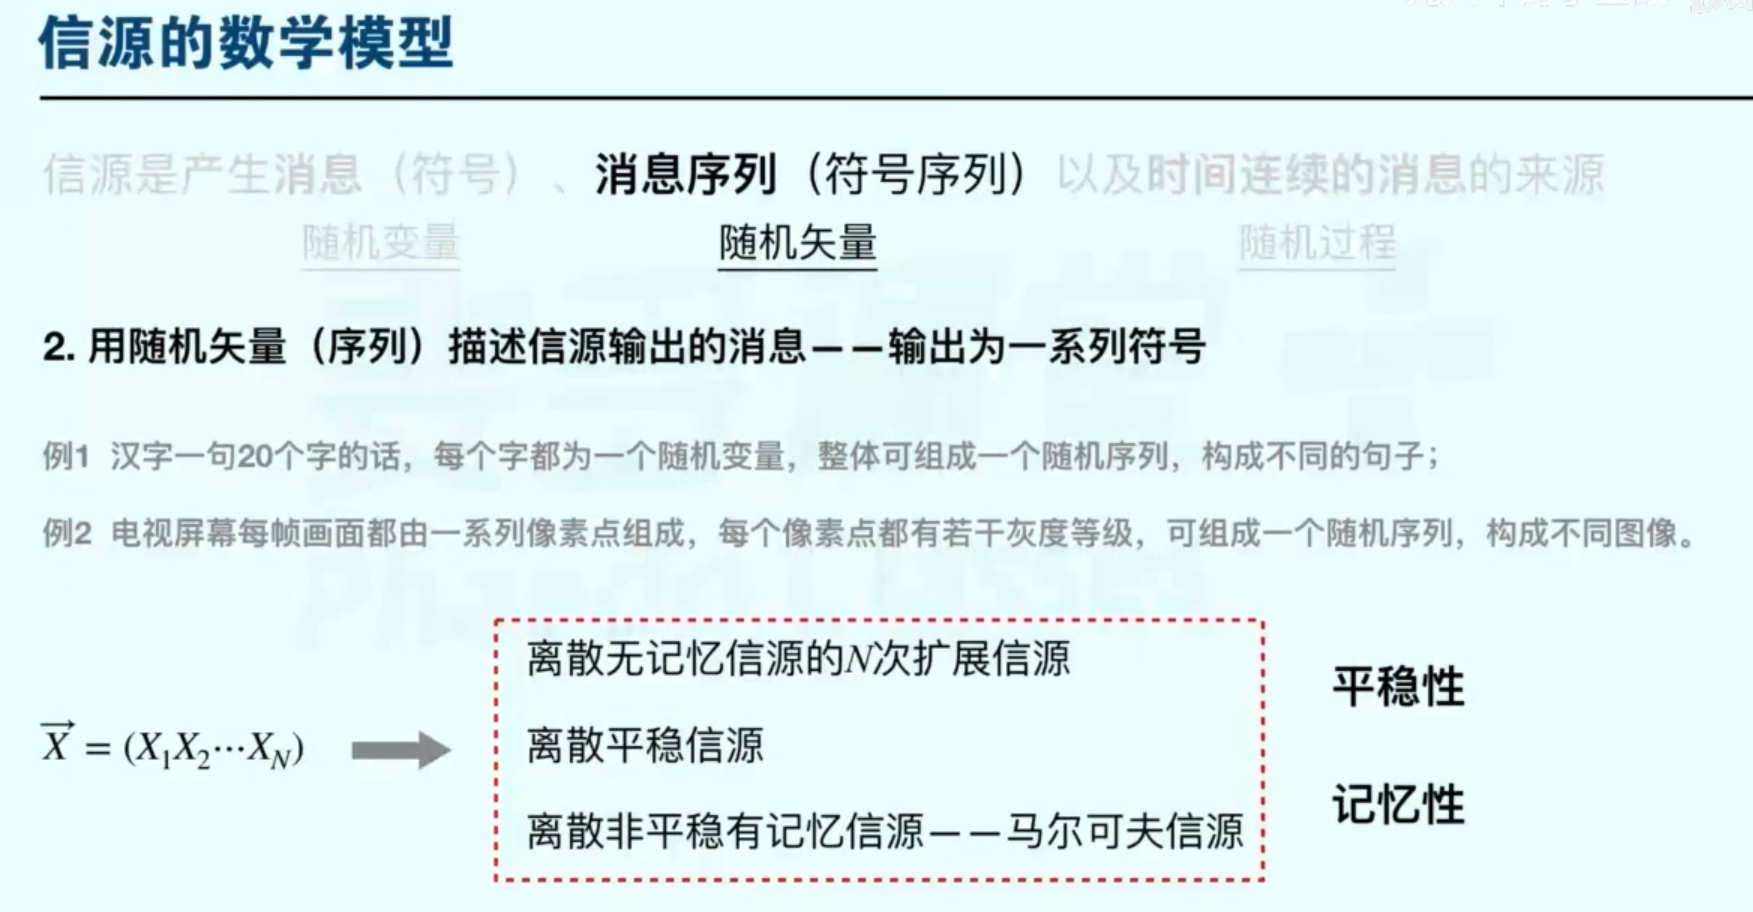 信源的数学模型
信源是产生消息（符号）、消息序列（符号序列）以及时间连续的消息的来源
随机变量 随机矢量 随机过程
2. 用随机矢量（序列）描述信源输出的消息——输出为一系列符号
例1 汉字一句20个字的话，每个字都为一个随机变量，整体可组成一个随机序列，构成不同的句子；
例2 电视屏幕每帧画面都由一系列像素点组成，每个像素点都有若干灰度等级，可组成一个随机序列，构成不同图像。
离散无记忆信源的N次扩展信源
平稳性
$\overrightarrow{X} = (X_1X_2\cdots X_N)$
离散平稳信源
记忆性
离散非平稳有记忆信源——马尔可夫信源